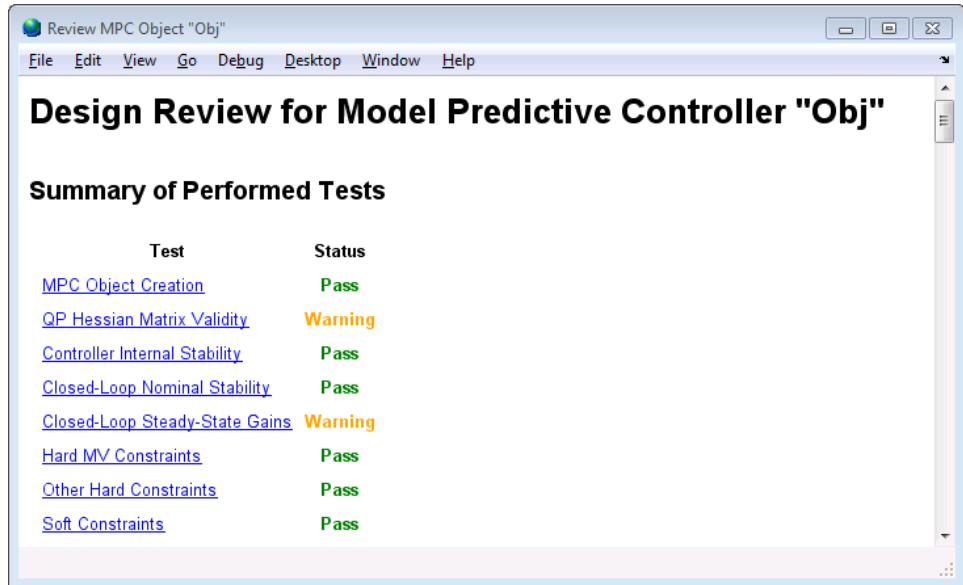 Review MPC Object "Obj"
File Edit View Go Debug Desktop Window Help
Design Review for Model Predictive Controller "Obj"
Summary of Performed Tests
Test Status
MPC Object Creation Pass
QP Hessian Matrix Validity Warning
Controller Internal Stability Pass
Closed-Loop Nominal Stability Pass
Closed-Loop Steady-State Gains Warning
Hard MV Constraints Pass
Other Hard Constraints Pass
Soft Constraints Pass